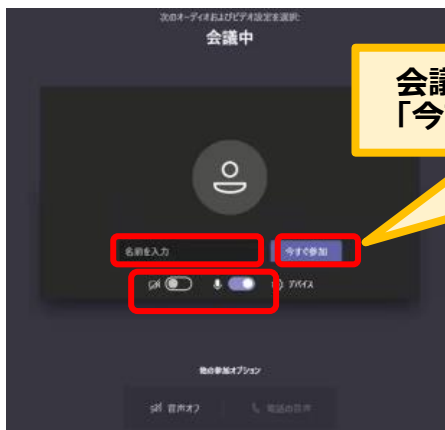 次のオーディオおよびビデオ設定を選択:
会議中
会議
「今
名前を入力
今すぐ参加
デバイス
他の参加オプション
音声オフ
電話の音声